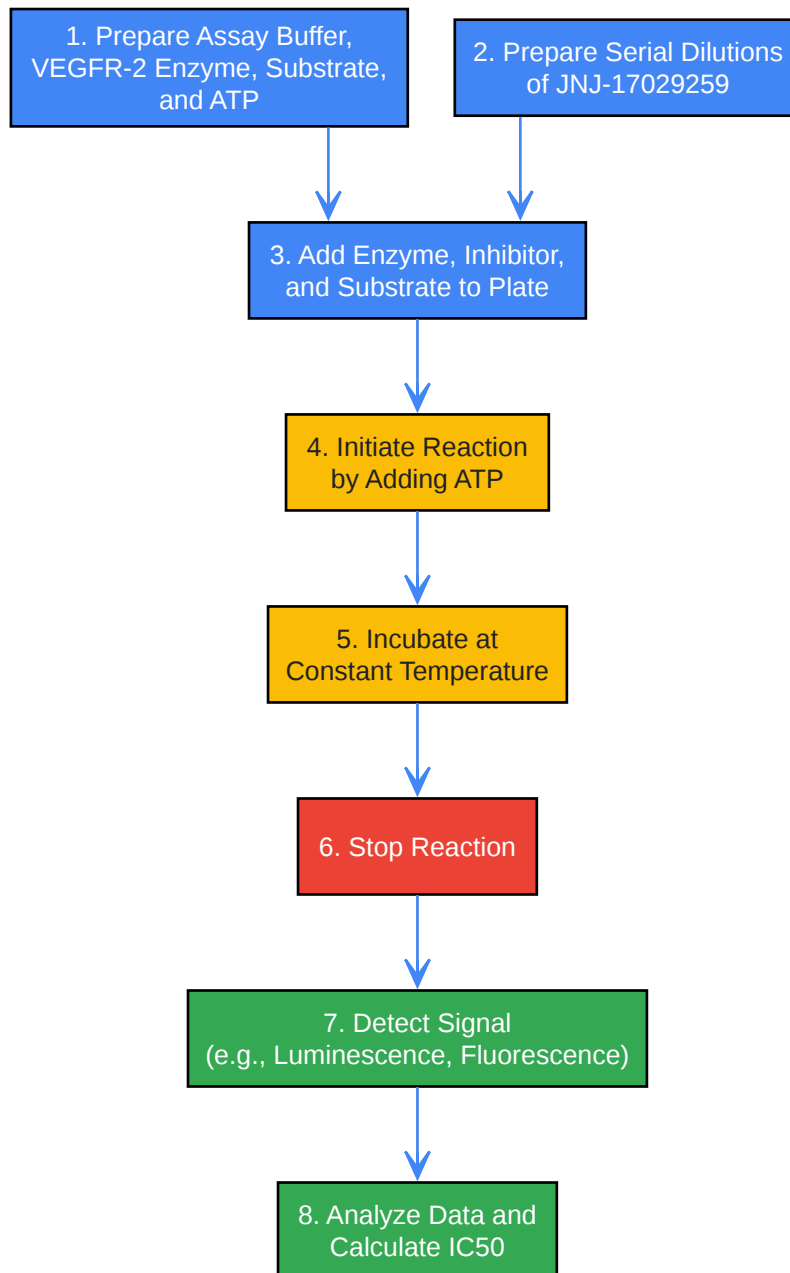 1. Prepare Assay Buffer,
VEGFR-2 Enzyme, Substrate,
and ATP
2. Prepare Serial Dilutions
of JNJ-17029259
3. Add Enzyme, Inhibitor,
and Substrate to Plate
4. Initiate Reaction
by Adding ATP
5. Incubate at
Constant Temperature
6. Stop Reaction
7. Detect Signal
(e.g., Luminescence, Fluorescence)
8. Analyze Data and
Calculate IC50